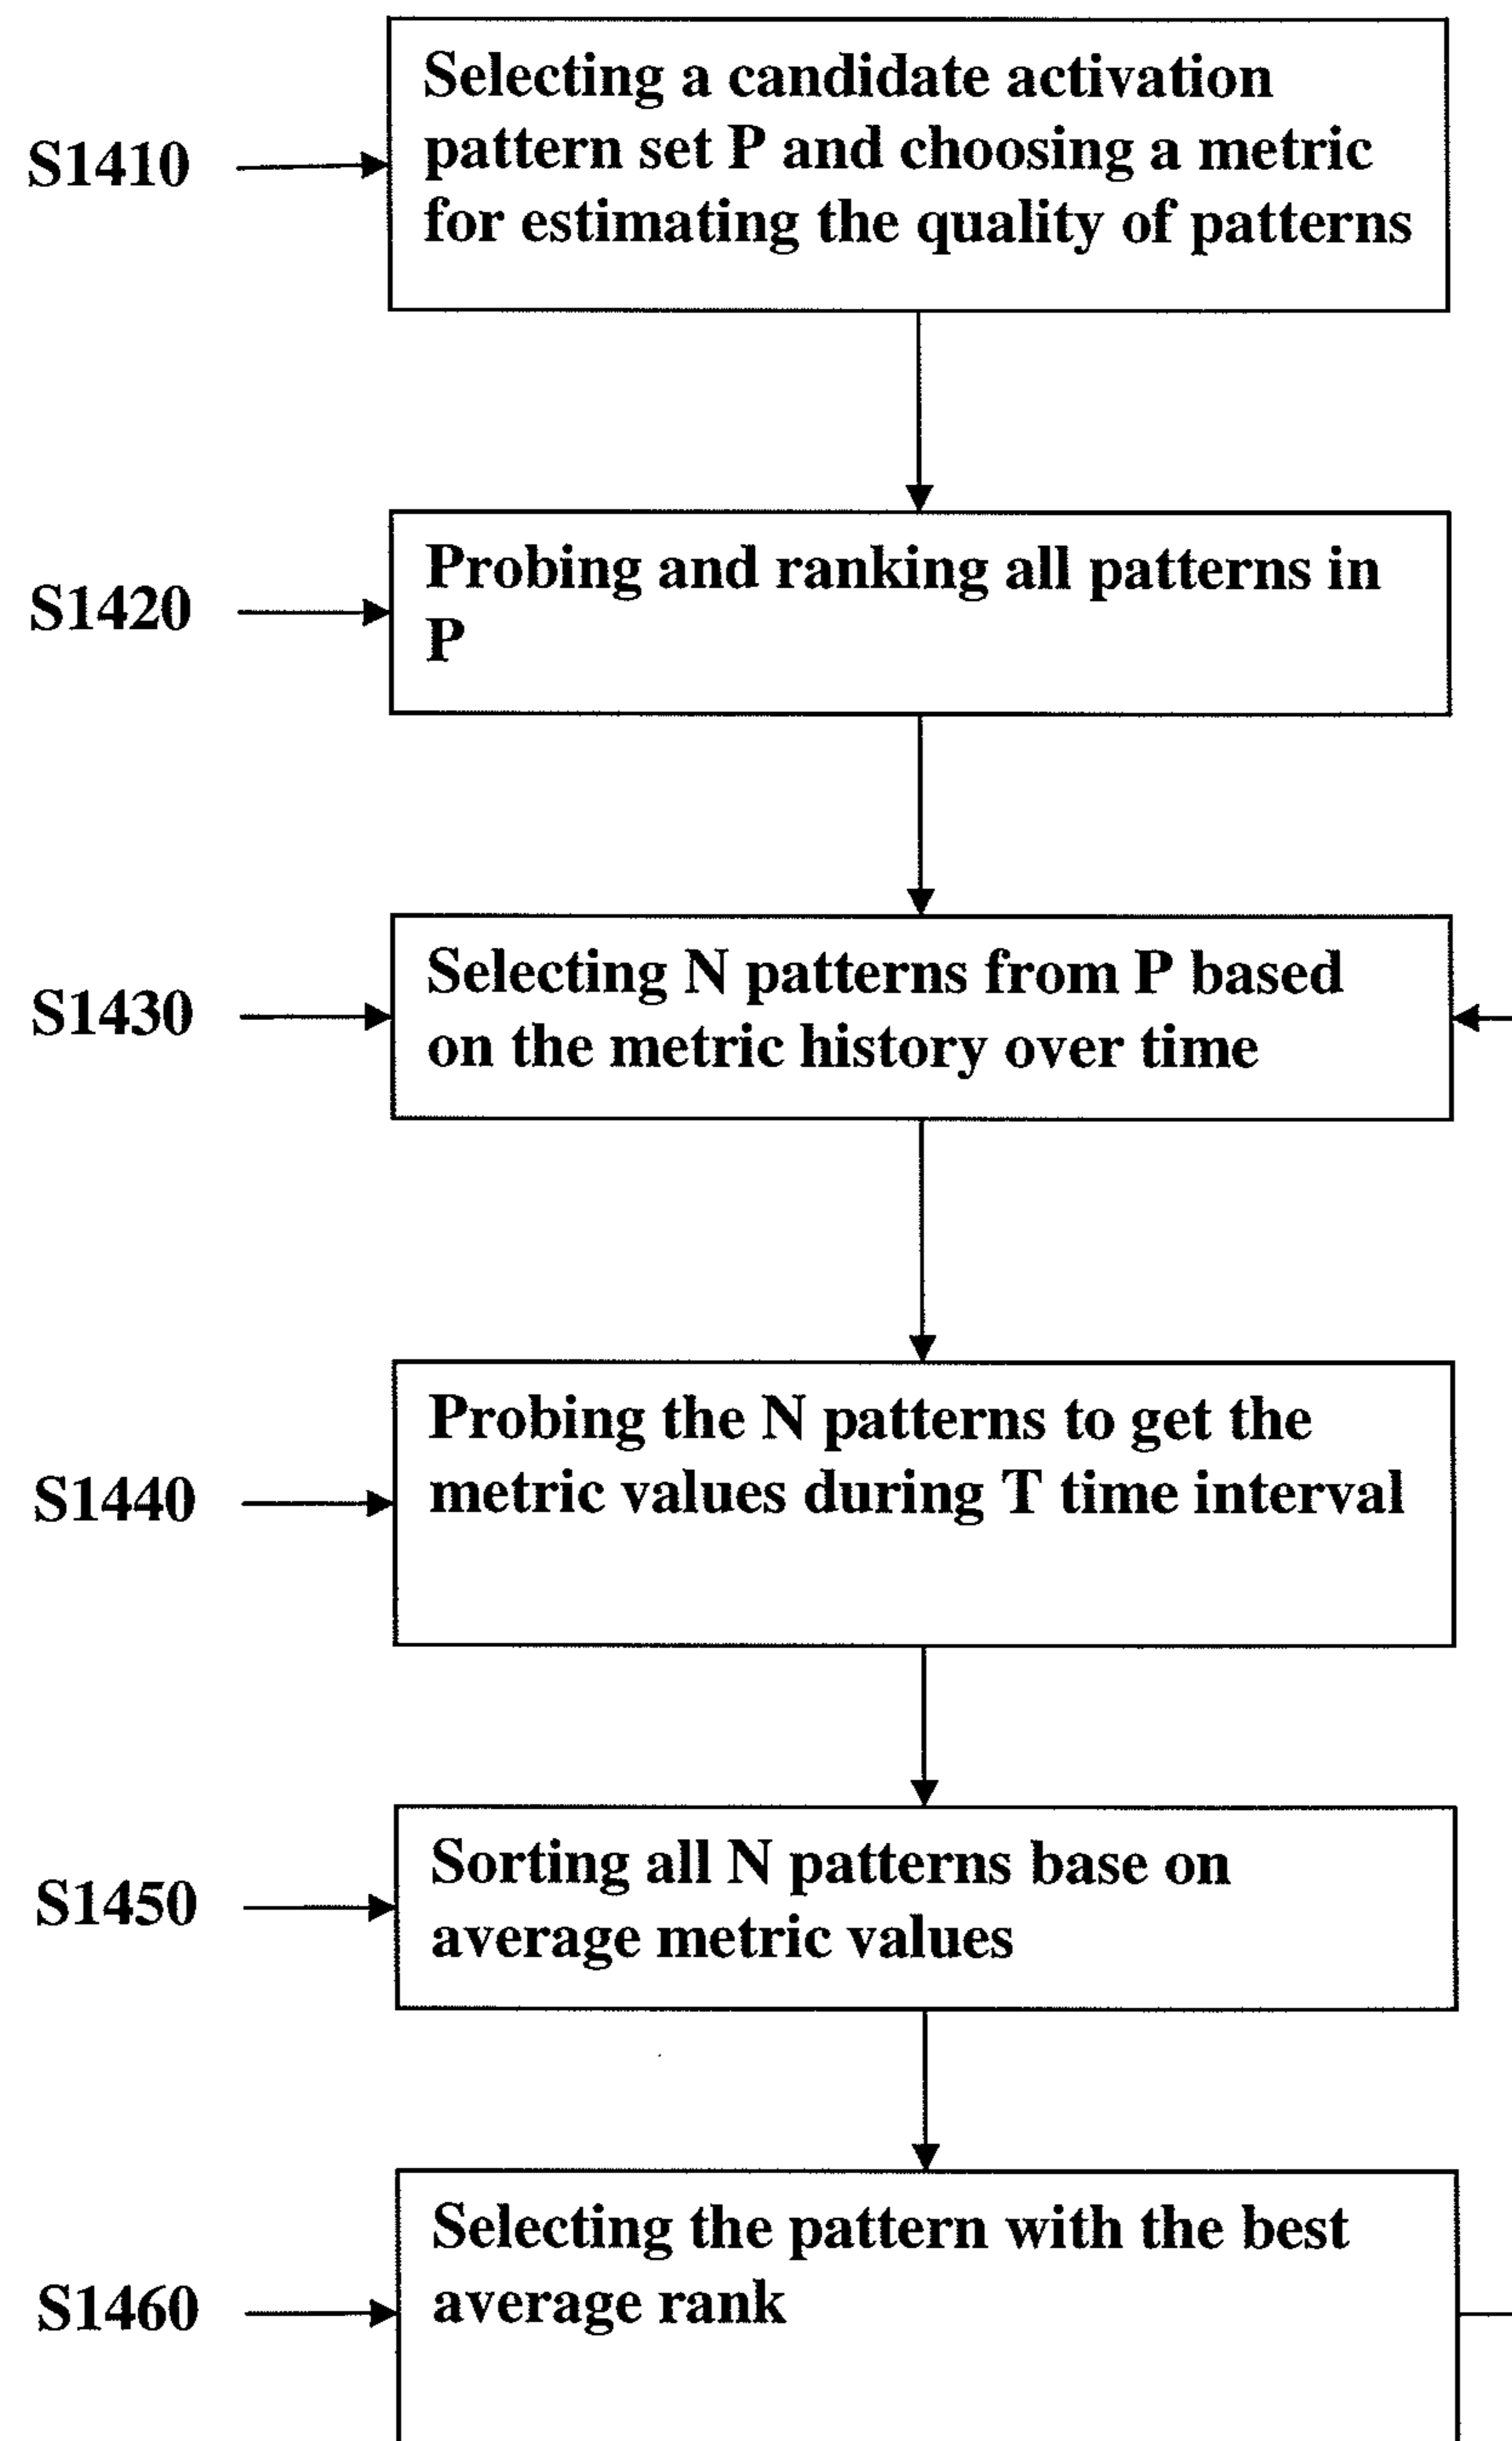 Selecting a candidate activation
S1410
pattern set P and choosing a metric
for estimating the quality of patterns
Probing and ranking all patterns in
S1420
P
Selecting N patterns from P based
S1430
on the metric history over time
Probing the N patterns to get the
S1440
metric values during T time interval
Sorting all N patterns base on
S1450
average metric values
Selecting the pattern with the best
S1460
average rank